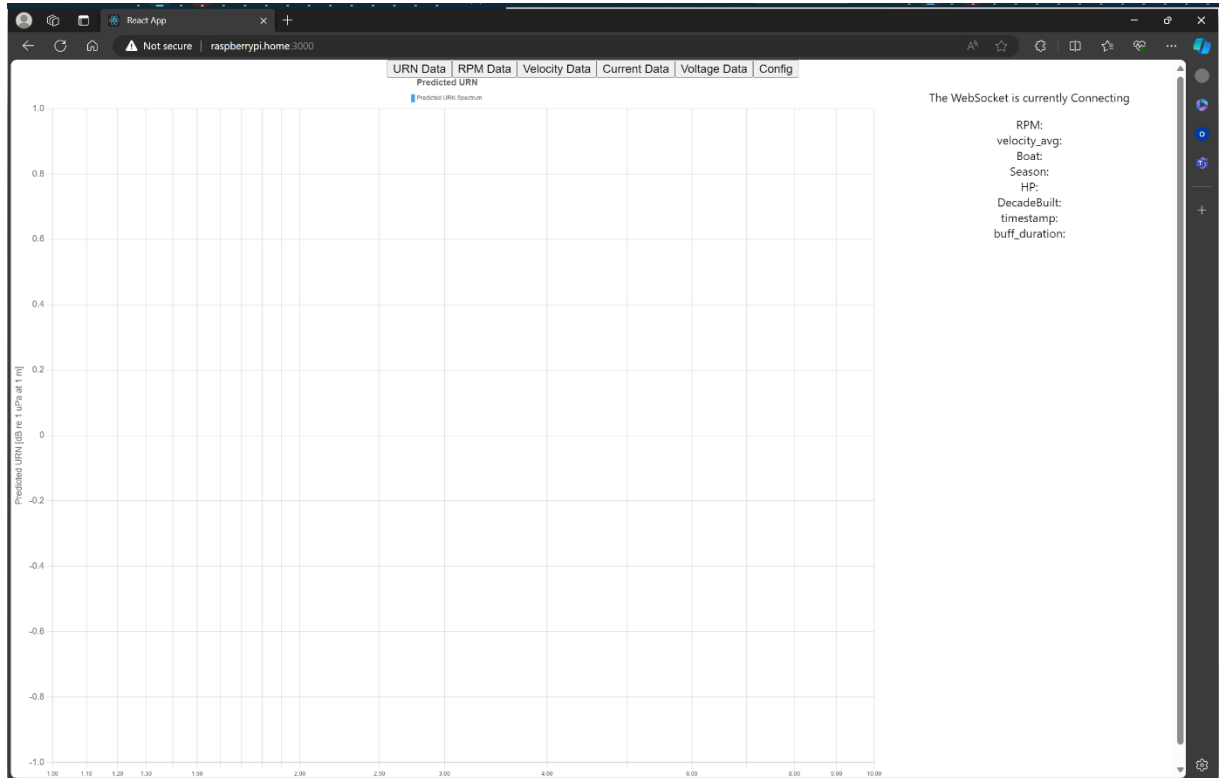 React App
Not secure | raspberrypi.home:3000
URN Data RPM Data Velocity Data Current Data Voltage Data Config
Predicted URN
Predicted URN Spectrum
The WebSocket is currently Connecting
RPM:
velocity_avg:
Boat:
Season:
HP:
DecadeBuilt:
timestamp:
buff_duration:
Predicted URN [dB re 1 uPa at 1 m]
1.0
0.8
0.6
0.4
0.2
0
-0.2
-0.4
-0.6
-0.8
-1.0
1.00 1.10 1.20 1.30 1.50 2.00 2.50 3.00 4.00 6.00 8.00 9.00 10.00